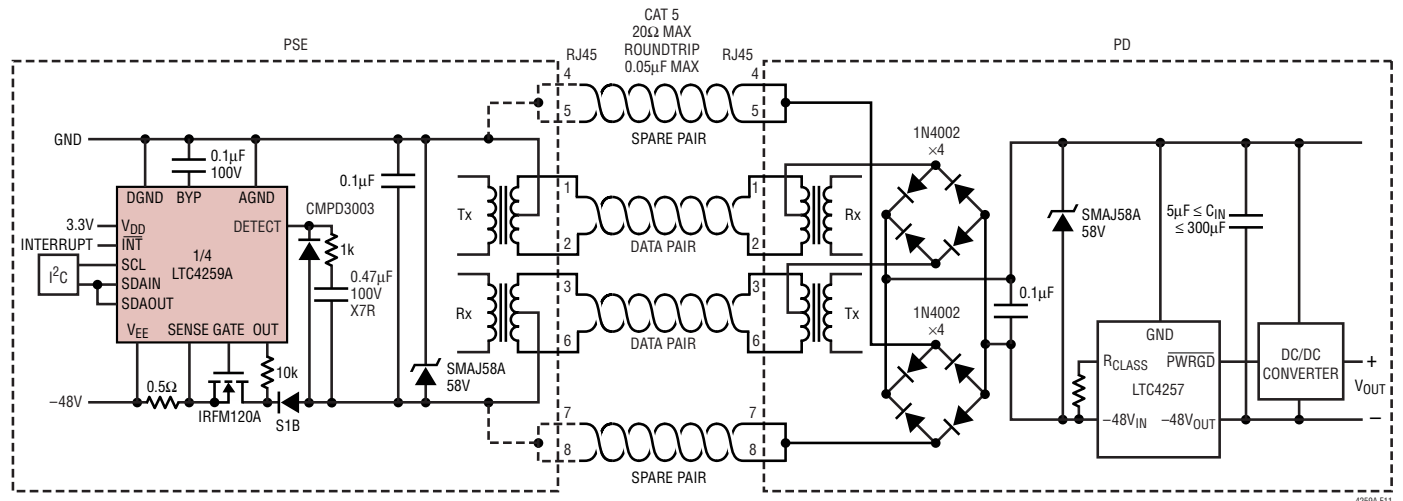 CAT 5
20Ω MAX
ROUNDTRIP
0.05μF MAX
PSE
RJ45
RJ45
PD
4
5
4
5
SPARE PAIR
GND
0.1μF
100V
DGND BYP AGND
CMPD3003
0.1μF
3.3V
INTERRUPT
I²C
VDD
INT
SCL
SDAIN
SDAOUT
1/4
LTC4259A
DETECT
1k
0.47μF
100V
X7R
VEE SENSE GATE OUT
0.5Ω
10k
–48V
IRFM120A
S1B
SMAJ58A
58V
Tx
1
2
DATA PAIR
1
2
Rx
Rx
3
6
DATA PAIR
3
6
Tx
7
8
SPARE PAIR
7
8
1N4002
×4
1N4002
×4
0.1μF
SMAJ58A
58V
5μF ≤ CIN
≤ 300μF
GND
RCLASS
PWRGD
LTC4257
–48VIN
–48VOUT
DC/DC
CONVERTER
+
VOUT
–
4259A F11